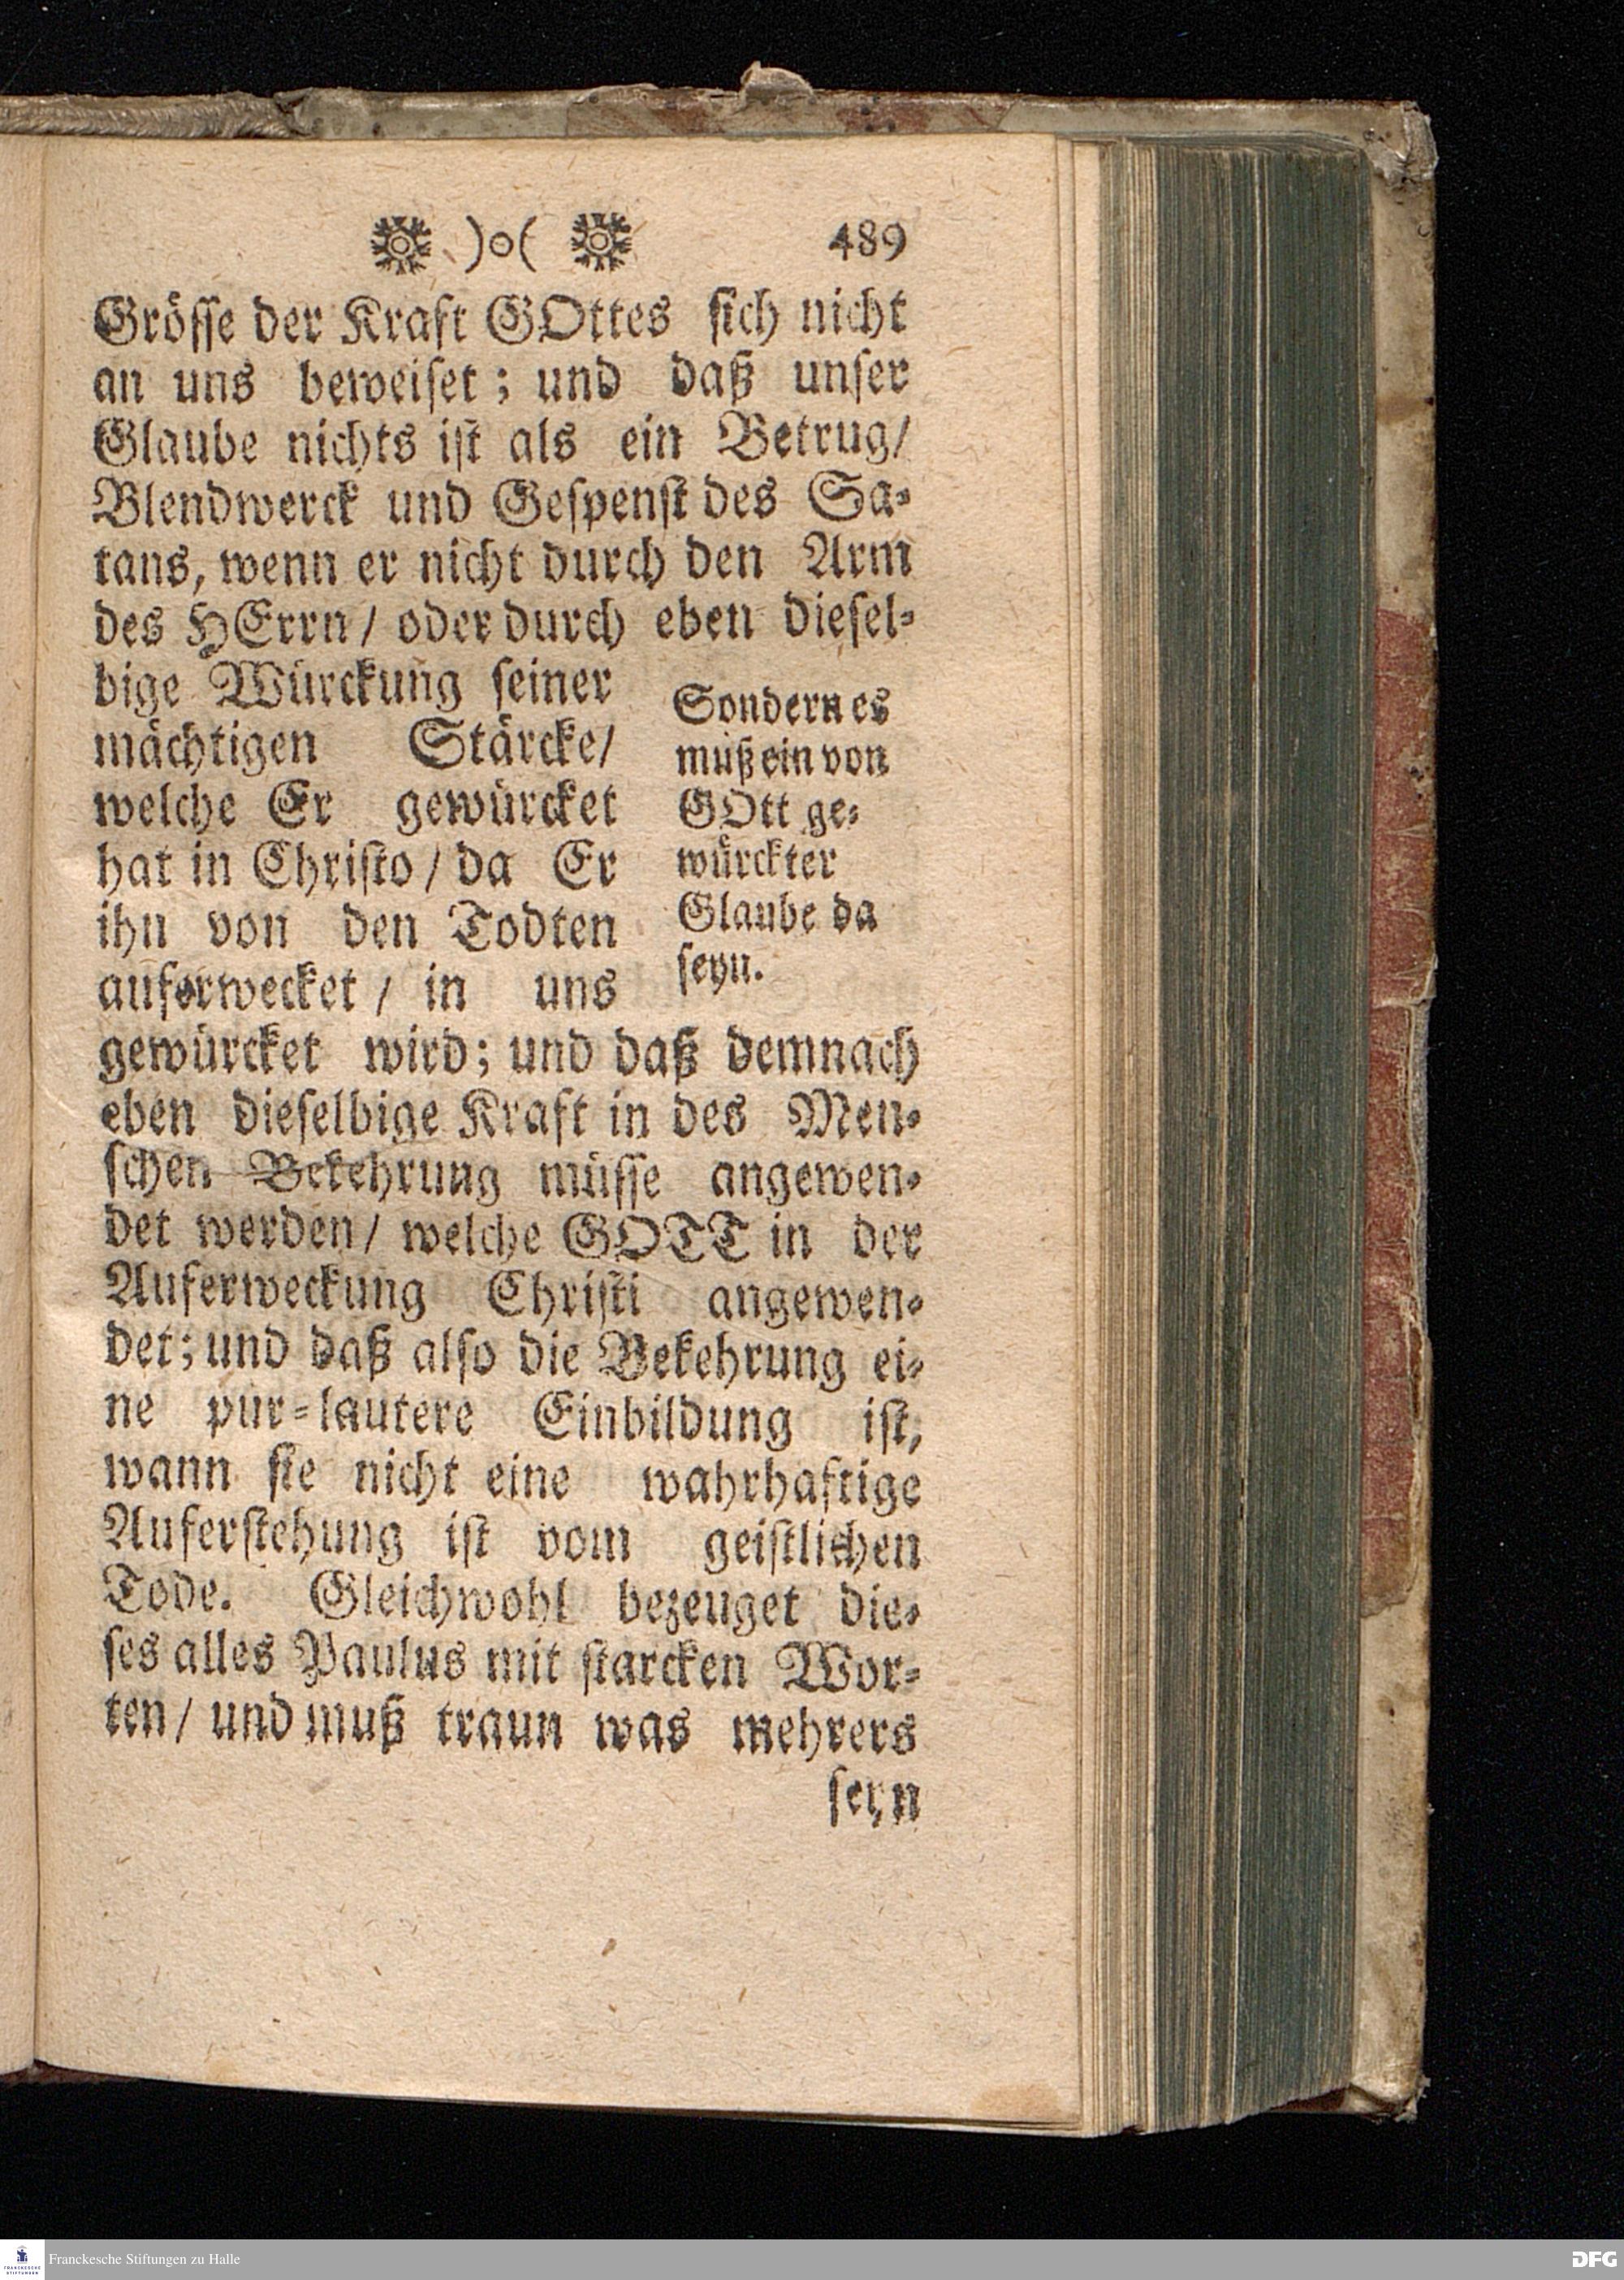 )o( 489
Gröſſe der Kraft GOttes ſich nicht
an uns beweiſet; und daß unſer
Glaube nichts iſt als ein Betrug/
Blendwerck und Geſpenſt des Sa-
tans, wenn er nicht durch den Arm
des HErrn/ oder durch eben dieſel-
bige Würckung ſeiner
mächtigen Stärcke/
welche Er gewürcket
hat in Chriſto/ da Er
ihn von den Todten
auferwecket/ in uns
Sondern es
muß ein von
GOtt ge-
würckter
Glaube da
ſeyn.
gewürcket wird; und daß demnach
eben dieſelbige Kraft in des Men-
ſchen Bekehrung müſſe angewen-
det werden/ welche GOTT in der
Auferweckung Chriſti angewen-
det; und daß alſo die Bekehrung ei-
ne pur-lautere Einbildung iſt,
wann ſie nicht eine wahrhaftige
Auferſtehung iſt vom geiſtlichen
Tode. Gleichwohl bezeuget die-
ſes alles Paulus mit ſtarcken Wor-
ten/ und muß traun was mehrers
ſeyn
Franckesche Stiftungen zu Halle
DFG